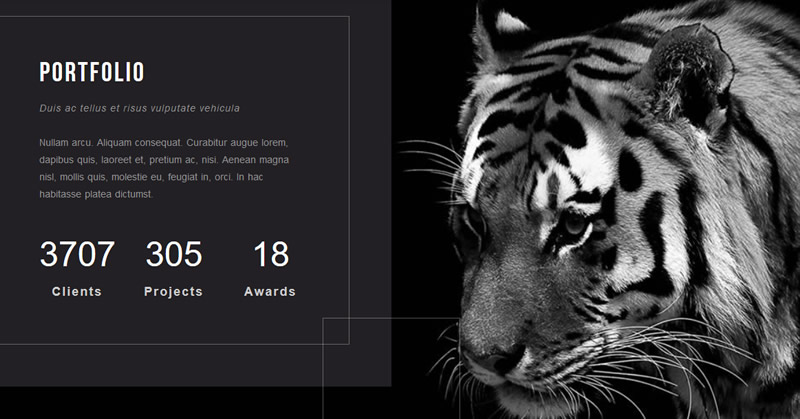 PORTFOLIO
Duis ac tellus et risus vulputate vehicula
Nullam arcu. Aliquam consequat. Curabitur augue lorem,
dapibus quis, laoreet et, pretium ac, nisi. Aenean magna
nisl, mollis quis, molestie eu, feugiat in, orci. In hac
habitasse platea dictumst.
3707 305 18
Clients Projects Awards